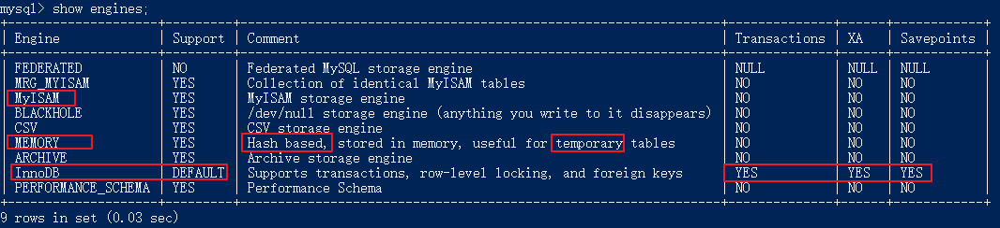 mysql> show engines;
+--------------------+---------+----------------------------------------------------------------+--------------+------+------------+
| Engine | Support | Comment | Transactions | XA | Savepoints |
+--------------------+---------+----------------------------------------------------------------+--------------+------+------------+
| FEDERATED | NO | Federated MySQL storage engine | NULL | NULL | NULL |
| MRG_MYISAM | YES | Collection of identical MyISAM tables | NO | NO | NO |
| MyISAM | YES | MyISAM storage engine | NO | NO | NO |
| BLACKHOLE | YES | /dev/null storage engine (anything you write to it disappears) | NO | NO | NO |
| CSV | YES | CSV storage engine | NO | NO | NO |
| MEMORY | YES | Hash based, stored in memory, useful for temporary tables | NO | NO | NO |
| ARCHIVE | YES | Archive storage engine | NO | NO | NO |
| InnoDB | DEFAULT | Supports transactions, row-level locking, and foreign keys | YES | YES | YES |
| PERFORMANCE_SCHEMA | YES | Performance Schema | NO | NO | NO |
+--------------------+---------+----------------------------------------------------------------+--------------+------+------------+
9 rows in set (0.03 sec)